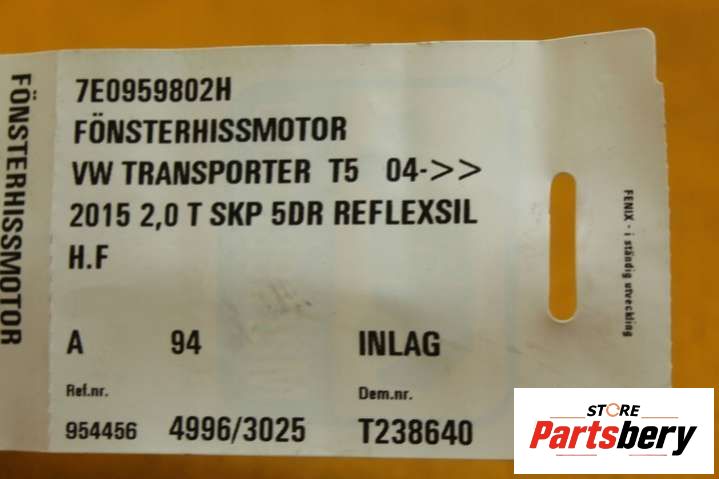 FÖNSTERHISSMOTOR
7E0959802H
FÖNSTERHISSMOTOR
VW TRANSPORTER T5 04->>
2015 2,0 T SKP 5DR REFLEXSIL
H.F
A 94 INLAG
Ref.nr. Dem.nr.
954456 4996/3025 T238640
FENIX - i ständig utveckling
STORE
Partsbery